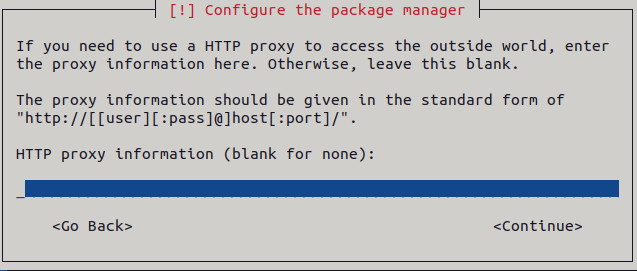 [!] Configure the package manager
If you need to use a HTTP proxy to access the outside world, enter
the proxy information here. Otherwise, leave this blank.
The proxy information should be given in the standard form of
"http://[[user][:pass]@]host[:port]/".
HTTP proxy information (blank for none):
<Go Back> <Continue>